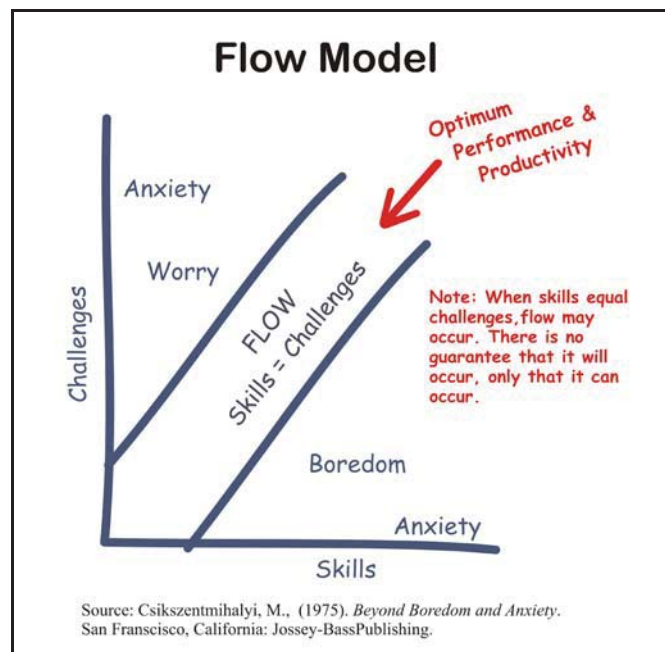 Flow Model
Optimum
Performance &
Productivity
Anxiety
Worry
Challenges
FLOW
Skills = Challenges
Note: When skills equal
challenges,flow may
occur. There is no
guarantee that it will
occur, only that it can
occur.
Boredom
Anxiety
Skills
Source: Csikszentmihalyi, M., (1975). Beyond Boredom and Anxiety.
San Franscisco, California: Jossey-BassPublishing.